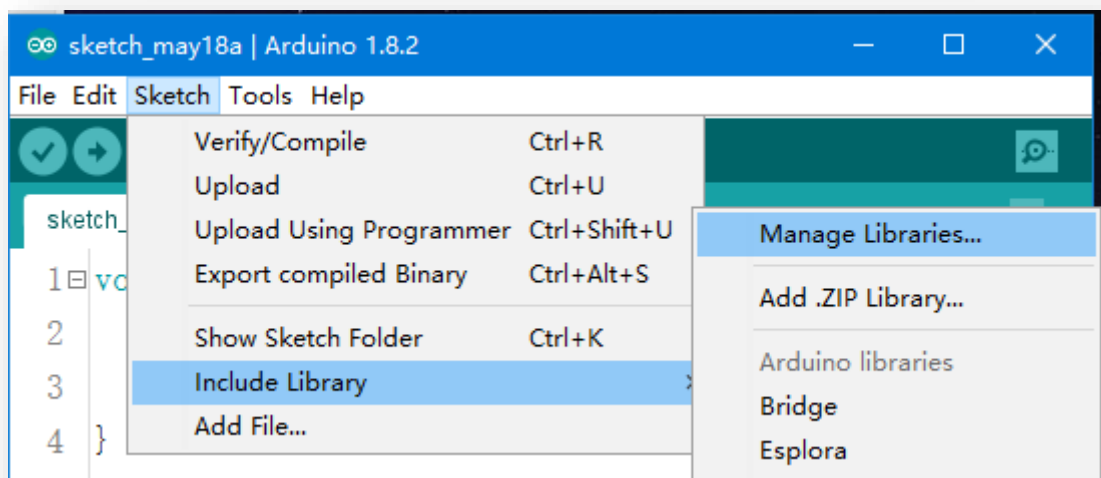 sketch_may18a | Arduino 1.8.2
File Edit Sketch Tools Help
Verify/Compile Ctrl+R
Upload Ctrl+U
Upload Using Programmer Ctrl+Shift+U
Export compiled Binary Ctrl+Alt+S
Show Sketch Folder Ctrl+K
Include Library
Add File...
sketch_
1 vo
2
3
4 }
Manage Libraries...
Add .ZIP Library...
Arduino libraries
Bridge
Esplora